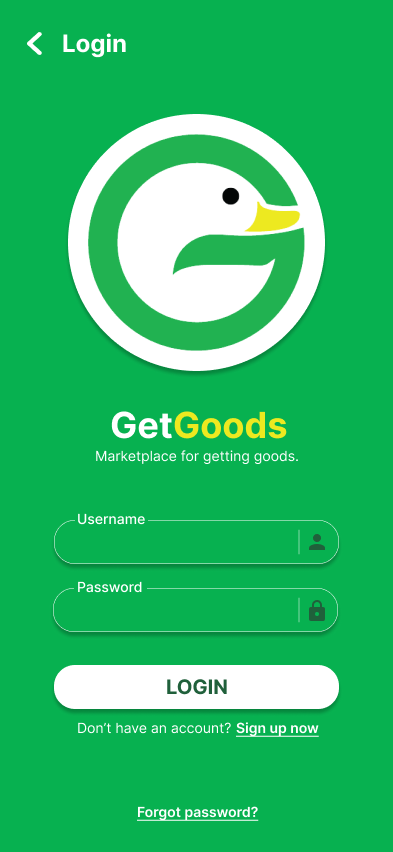 Login
GetGoods
Marketplace for getting goods.
Username
Password
LOGIN
Don’t have an account? Sign up now
Forgot password?